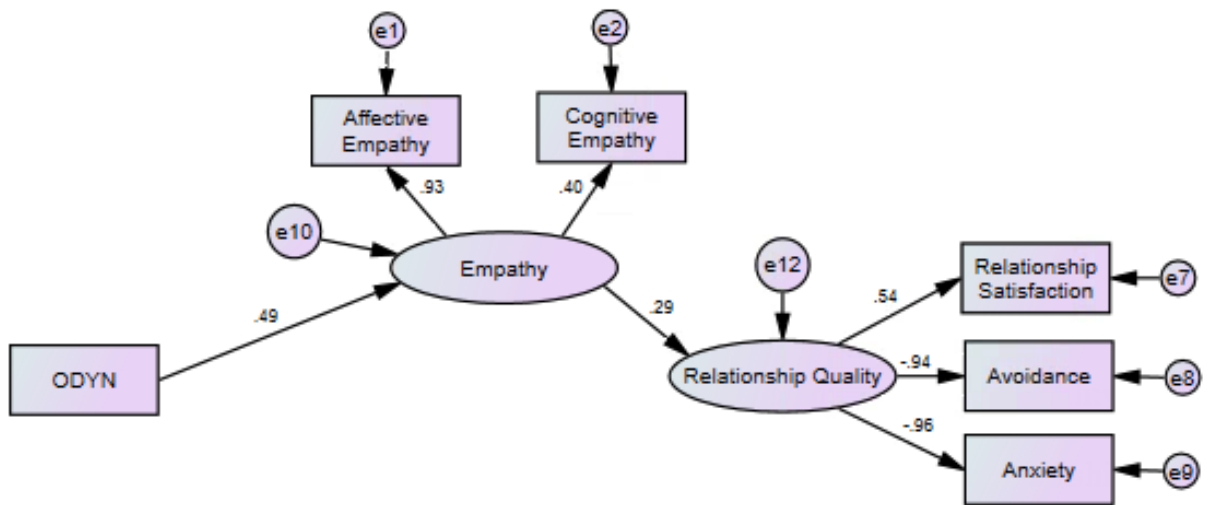 e1
e2
Affective
Empathy
Cognitive
Empathy
.93
.40
e10
Empathy
e12
Relationship
Satisfaction
e7
.54
.29
.49
ODYN
Relationship Quality
-.94
Avoidance
e8
-.96
Anxiety
e9